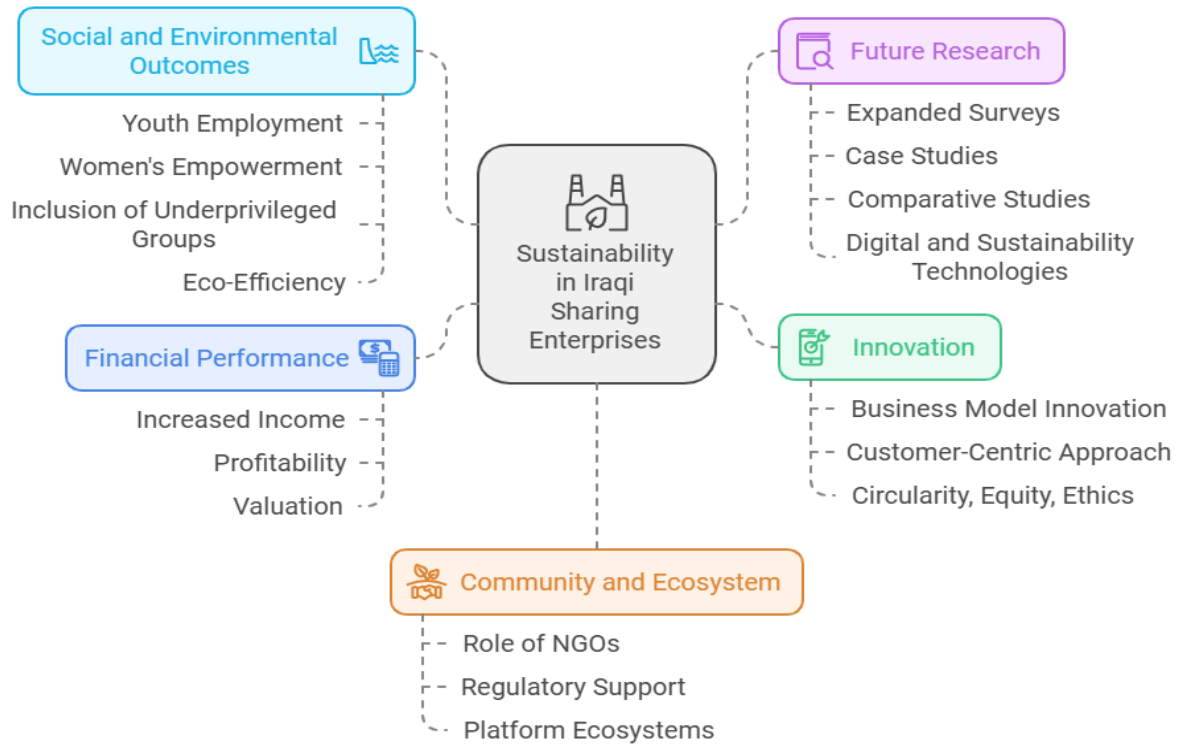 Social and Environmental
Outcomes
Youth Employment
Women's Empowerment
Inclusion of Underprivileged
Groups
Eco-Efficiency
Financial Performance
$
Increased Income
Profitability
Valuation
Sustainability
in Iraqi
Sharing
Enterprises
Future Research
Expanded Surveys
Case Studies
Comparative Studies
Digital and Sustainability
Technologies
Innovation
Business Model Innovation
Customer-Centric Approach
Circularity, Equity, Ethics
Community and Ecosystem
Role of NGOs
Regulatory Support
Platform Ecosystems